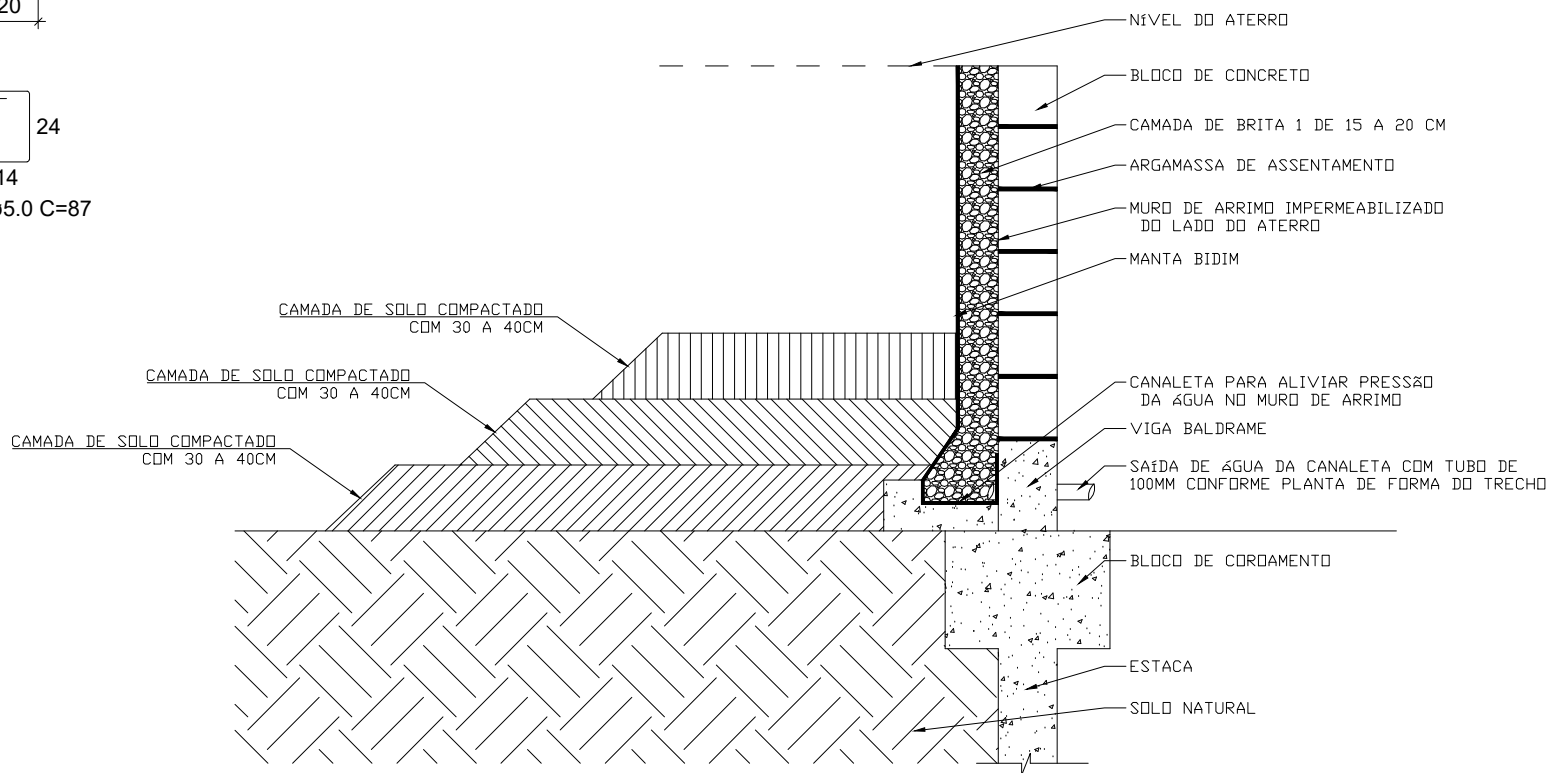 20
24
14
ø5.0 C=87
NÍVEL DO ATERRO
BLOCO DE CONCRETO
CAMADA DE BRITA 1 DE 15 A 20 CM
ARGAMASSA DE ASSENTAMENTO
MURO DE ARRIMO IMPERMEABILIZADO
DO LADO DO ATERRO
MANTA BIDIM
CAMADA DE SOLO COMPACTADO
COM 30 A 40CM
CAMADA DE SOLO COMPACTADO
COM 30 A 40CM
CAMADA DE SOLO COMPACTADO
COM 30 A 40CM
CANALETA PARA ALIVIAR PRESSÃO
DA ÁGUA NO MURO DE ARRIMO
VIGA BALDRAME
SAÍDA DE ÁGUA DA CANALETA COM TUBO DE
100MM CONFORME PLANTA DE FORMA DO TRECHO
BLOCO DE COROAMENTO
ESTACA
SOLO NATURAL